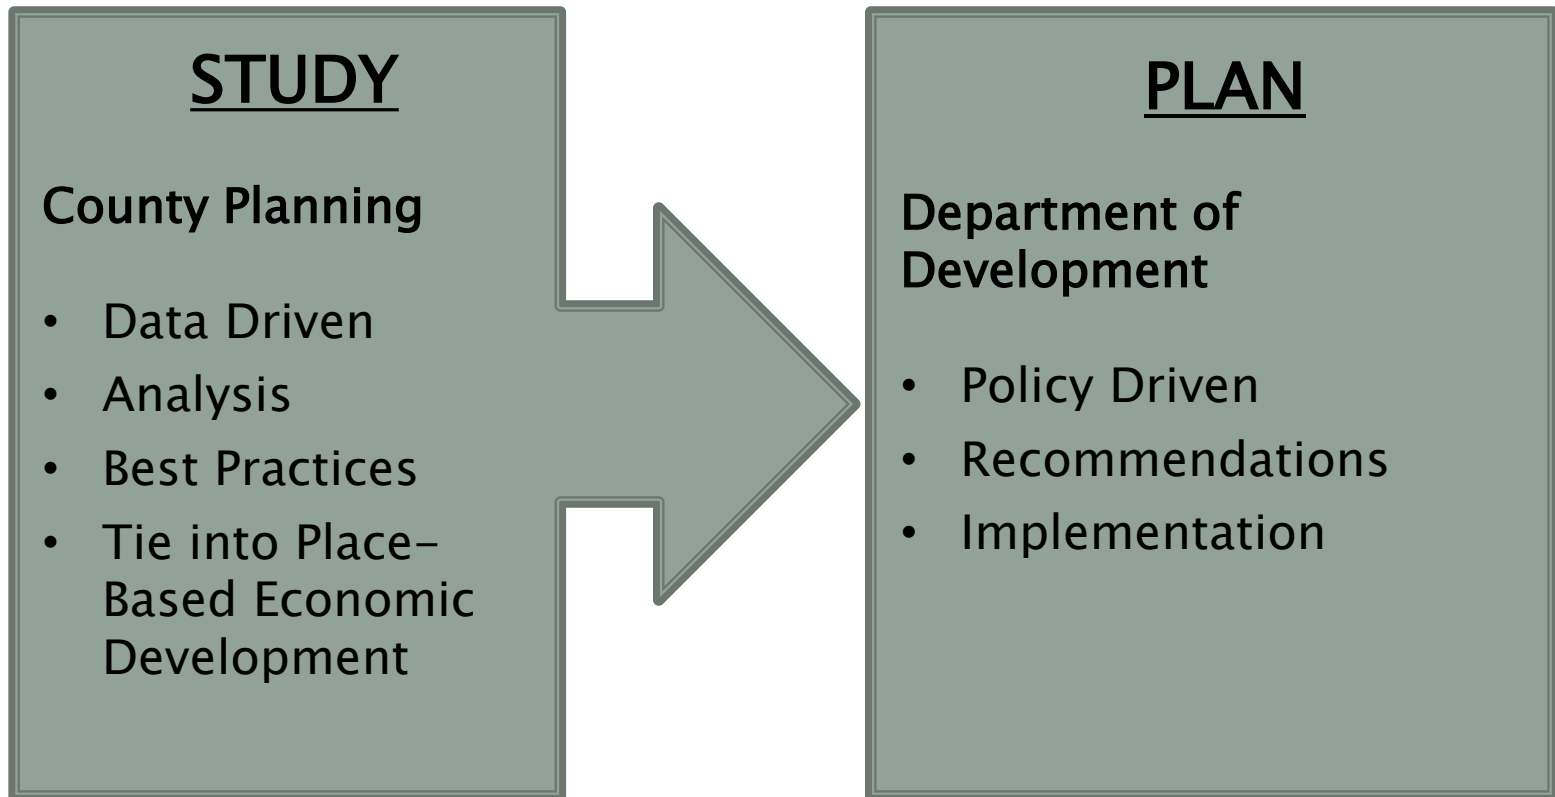 STUDY
County Planning
• Data Driven
• Analysis
• Best Practices
• Tie into Place-
Based Economic
Development
PLAN
Department of
Development
• Policy Driven
• Recommendations
• Implementation